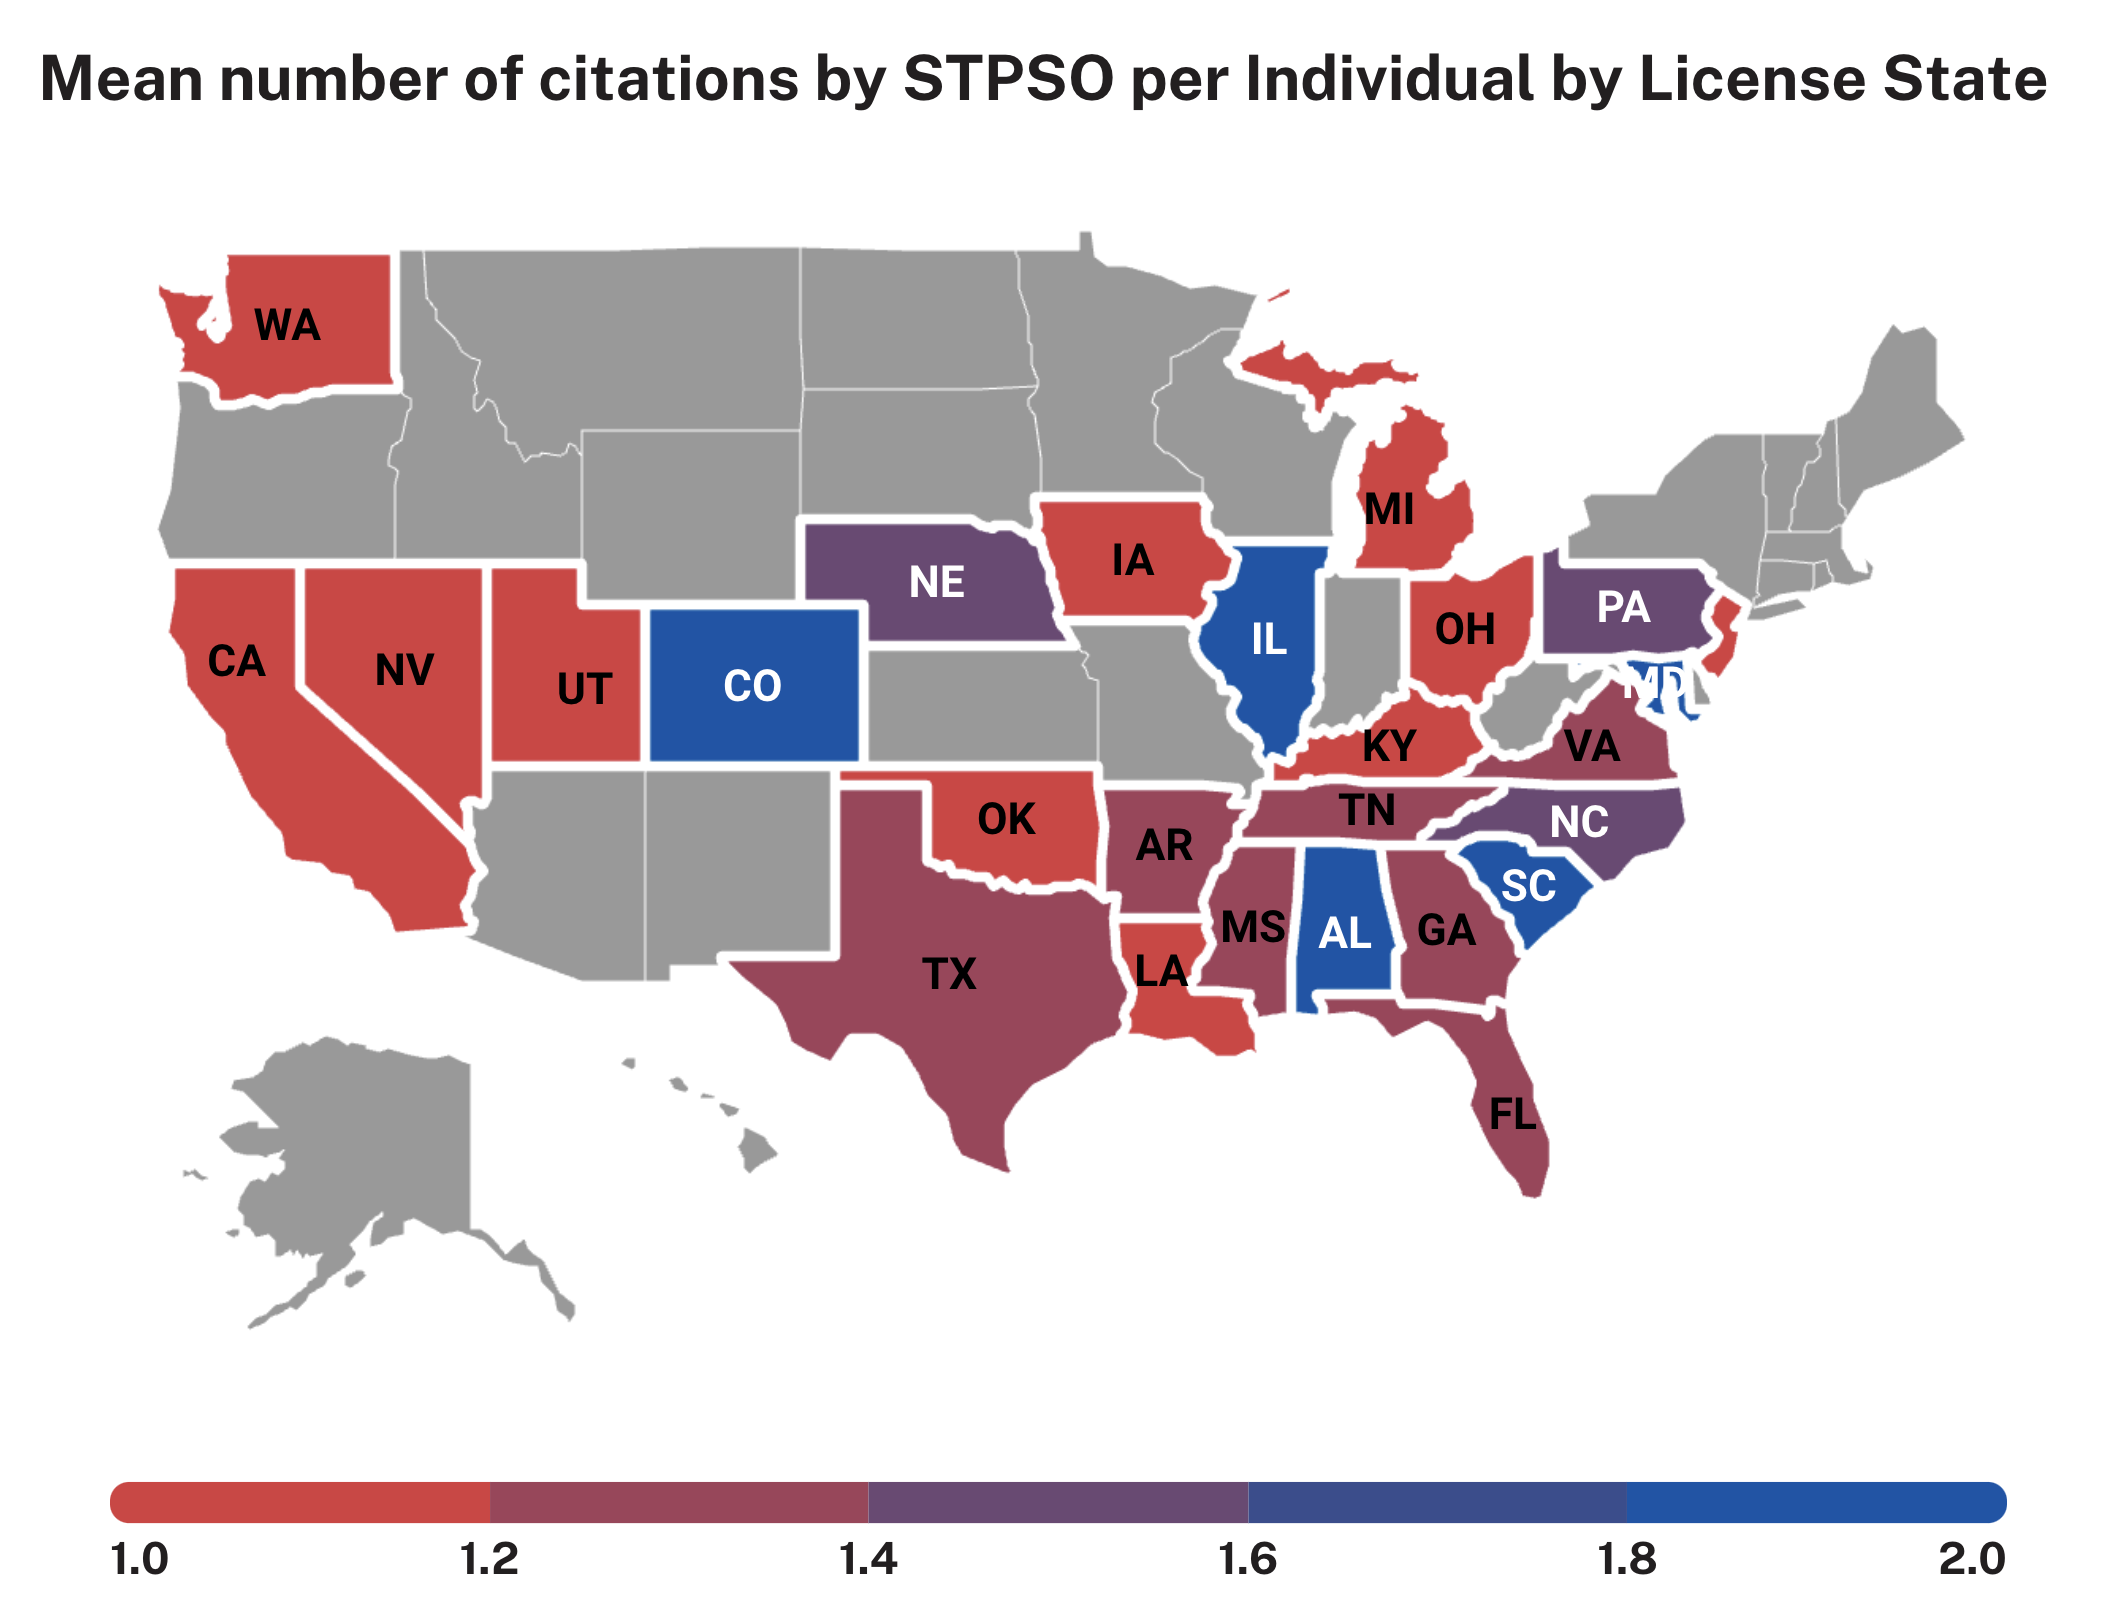 Mean number of citations by STPSO per Individual by License State
WA
MI
IA
NE
PA
OH
IL
CA
NV
UT
CO
MD
KY
VA
OK
TN
NC
AR
SC
MS
AL
GA
TX
LA
FL
1.0 1.2 1.4 1.6 1.8 2.0